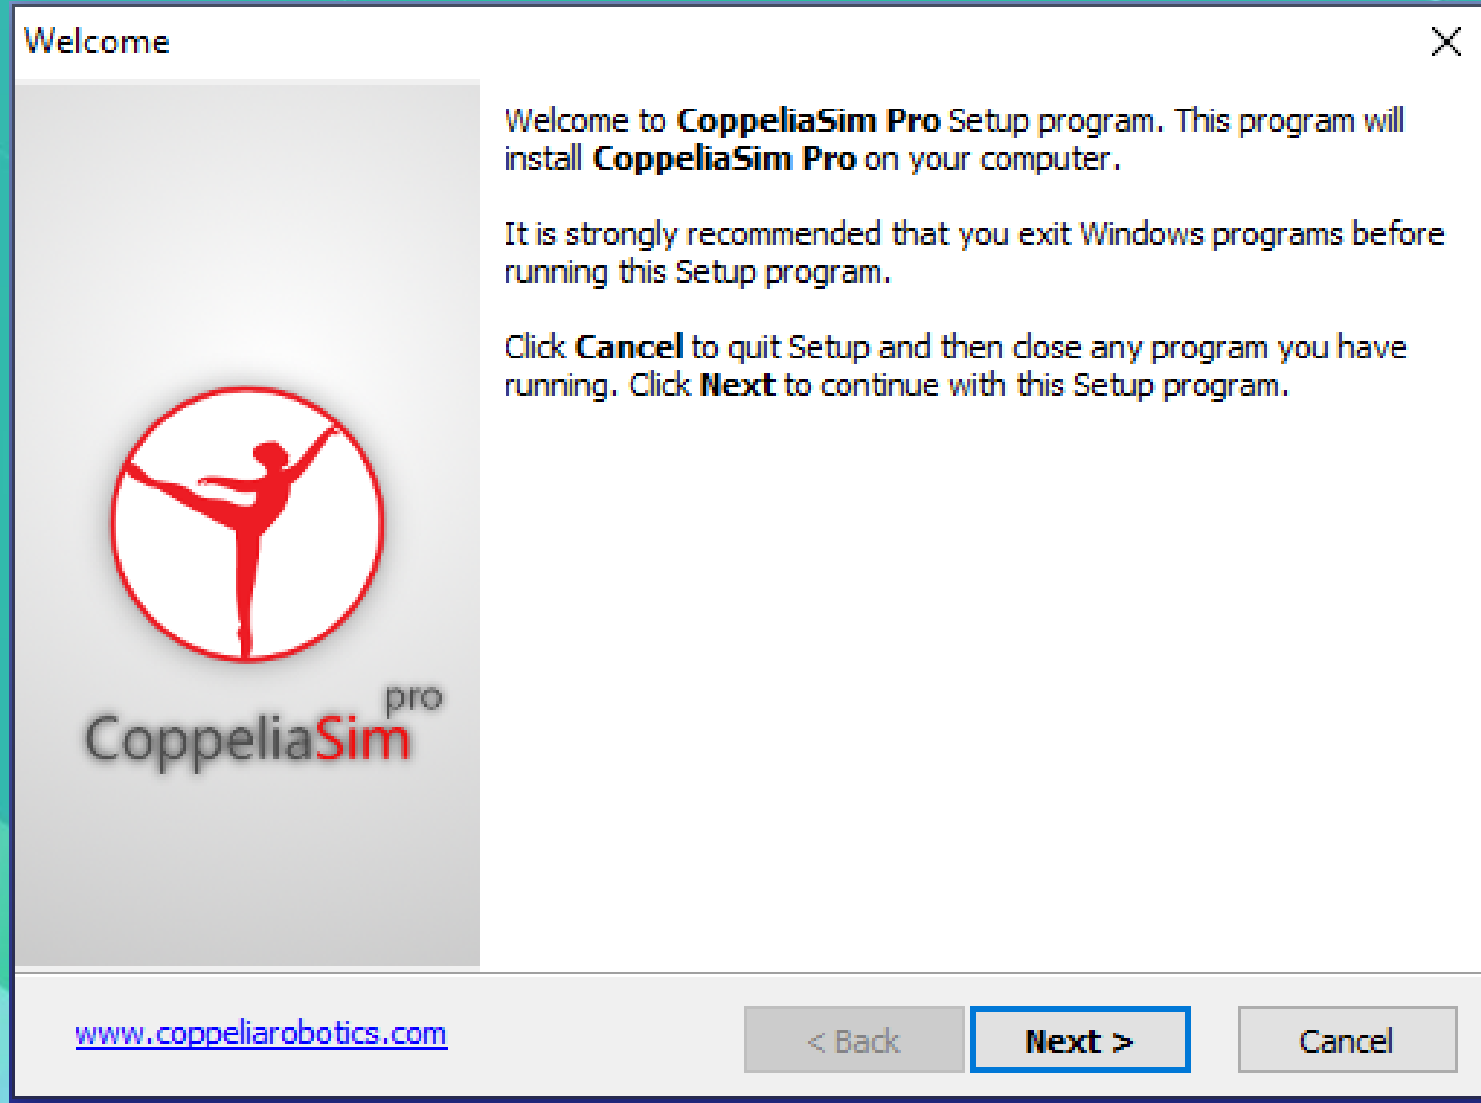 Welcome
Welcome to CoppeliaSim Pro Setup program. This program will
install CoppeliaSim Pro on your computer.
It is strongly recommended that you exit Windows programs before
running this Setup program.
Click Cancel to quit Setup and then close any program you have
running. Click Next to continue with this Setup program.
pro
CoppeliaSim
www.coppeliarobotics.com
< Back
Next >
Cancel